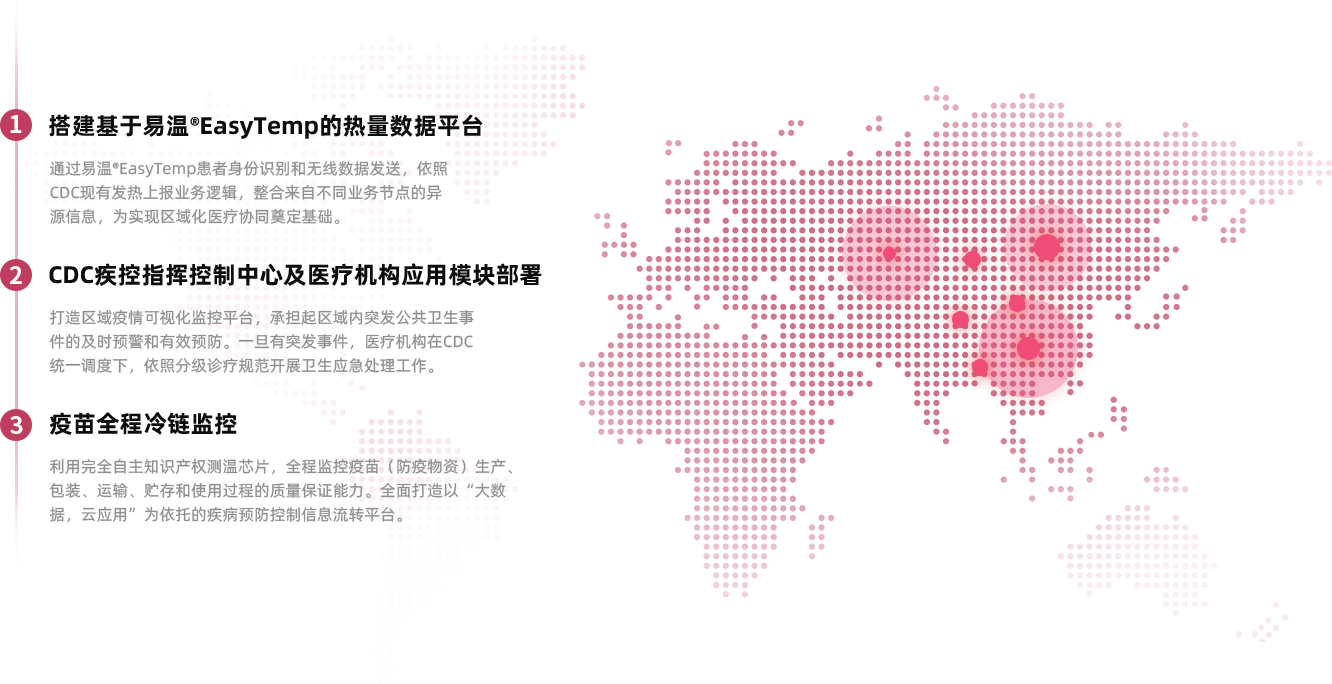 1
搭建基于易温®EasyTemp的热量数据平台
通过易温®EasyTemp患者身份识别和无线数据发送，依照
CDC现有发热上报业务逻辑，整合来自不同业务节点的异
源信息，为实现区域化医疗协同奠定基础。
2
CDC疾控指挥控制中心及医疗机构应用模块部署
打造区域疫情可视化监控平台，承担起区域内突发公共卫生事
件的及时预警和有效预防。一旦有突发事件，医疗机构在CDC
统一调度下，依照分级诊疗规范开展卫生应急处理工作。
3
疫苗全程冷链监控
利用完全自主知识产权测温芯片，全程监控疫苗（防疫物资）生产、
包装、运输、贮存和使用过程的质量保证能力。全面打造以“大数
据，云应用”为依托的疾病预防控制信息流转平台。